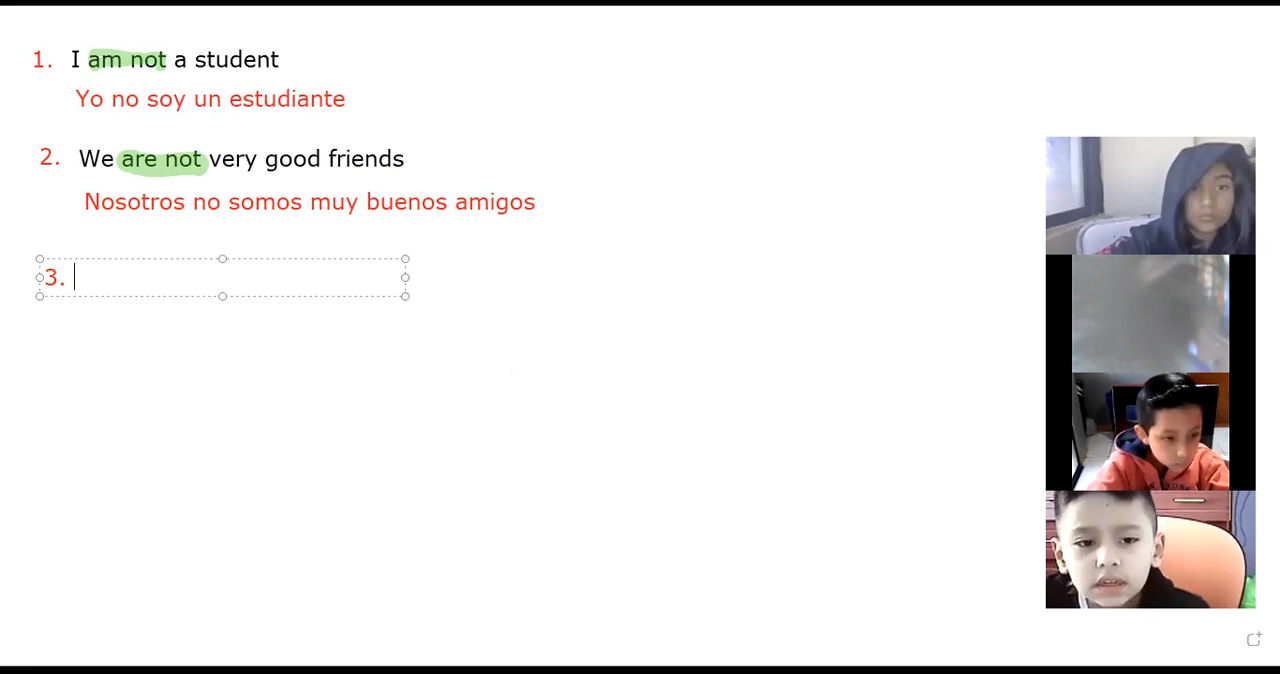 1. I am not a student
Yo no soy un estudiante
2. We are not very good friends
Nosotros no somos muy buenos amigos
3.